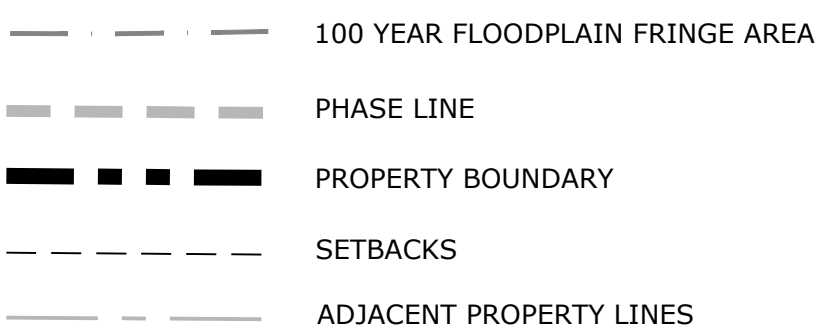 100 YEAR FLOODPLAIN FRINGE AREA
PHASE LINE
PROPERTY BOUNDARY
SETBACKS
ADJACENT PROPERTY LINES